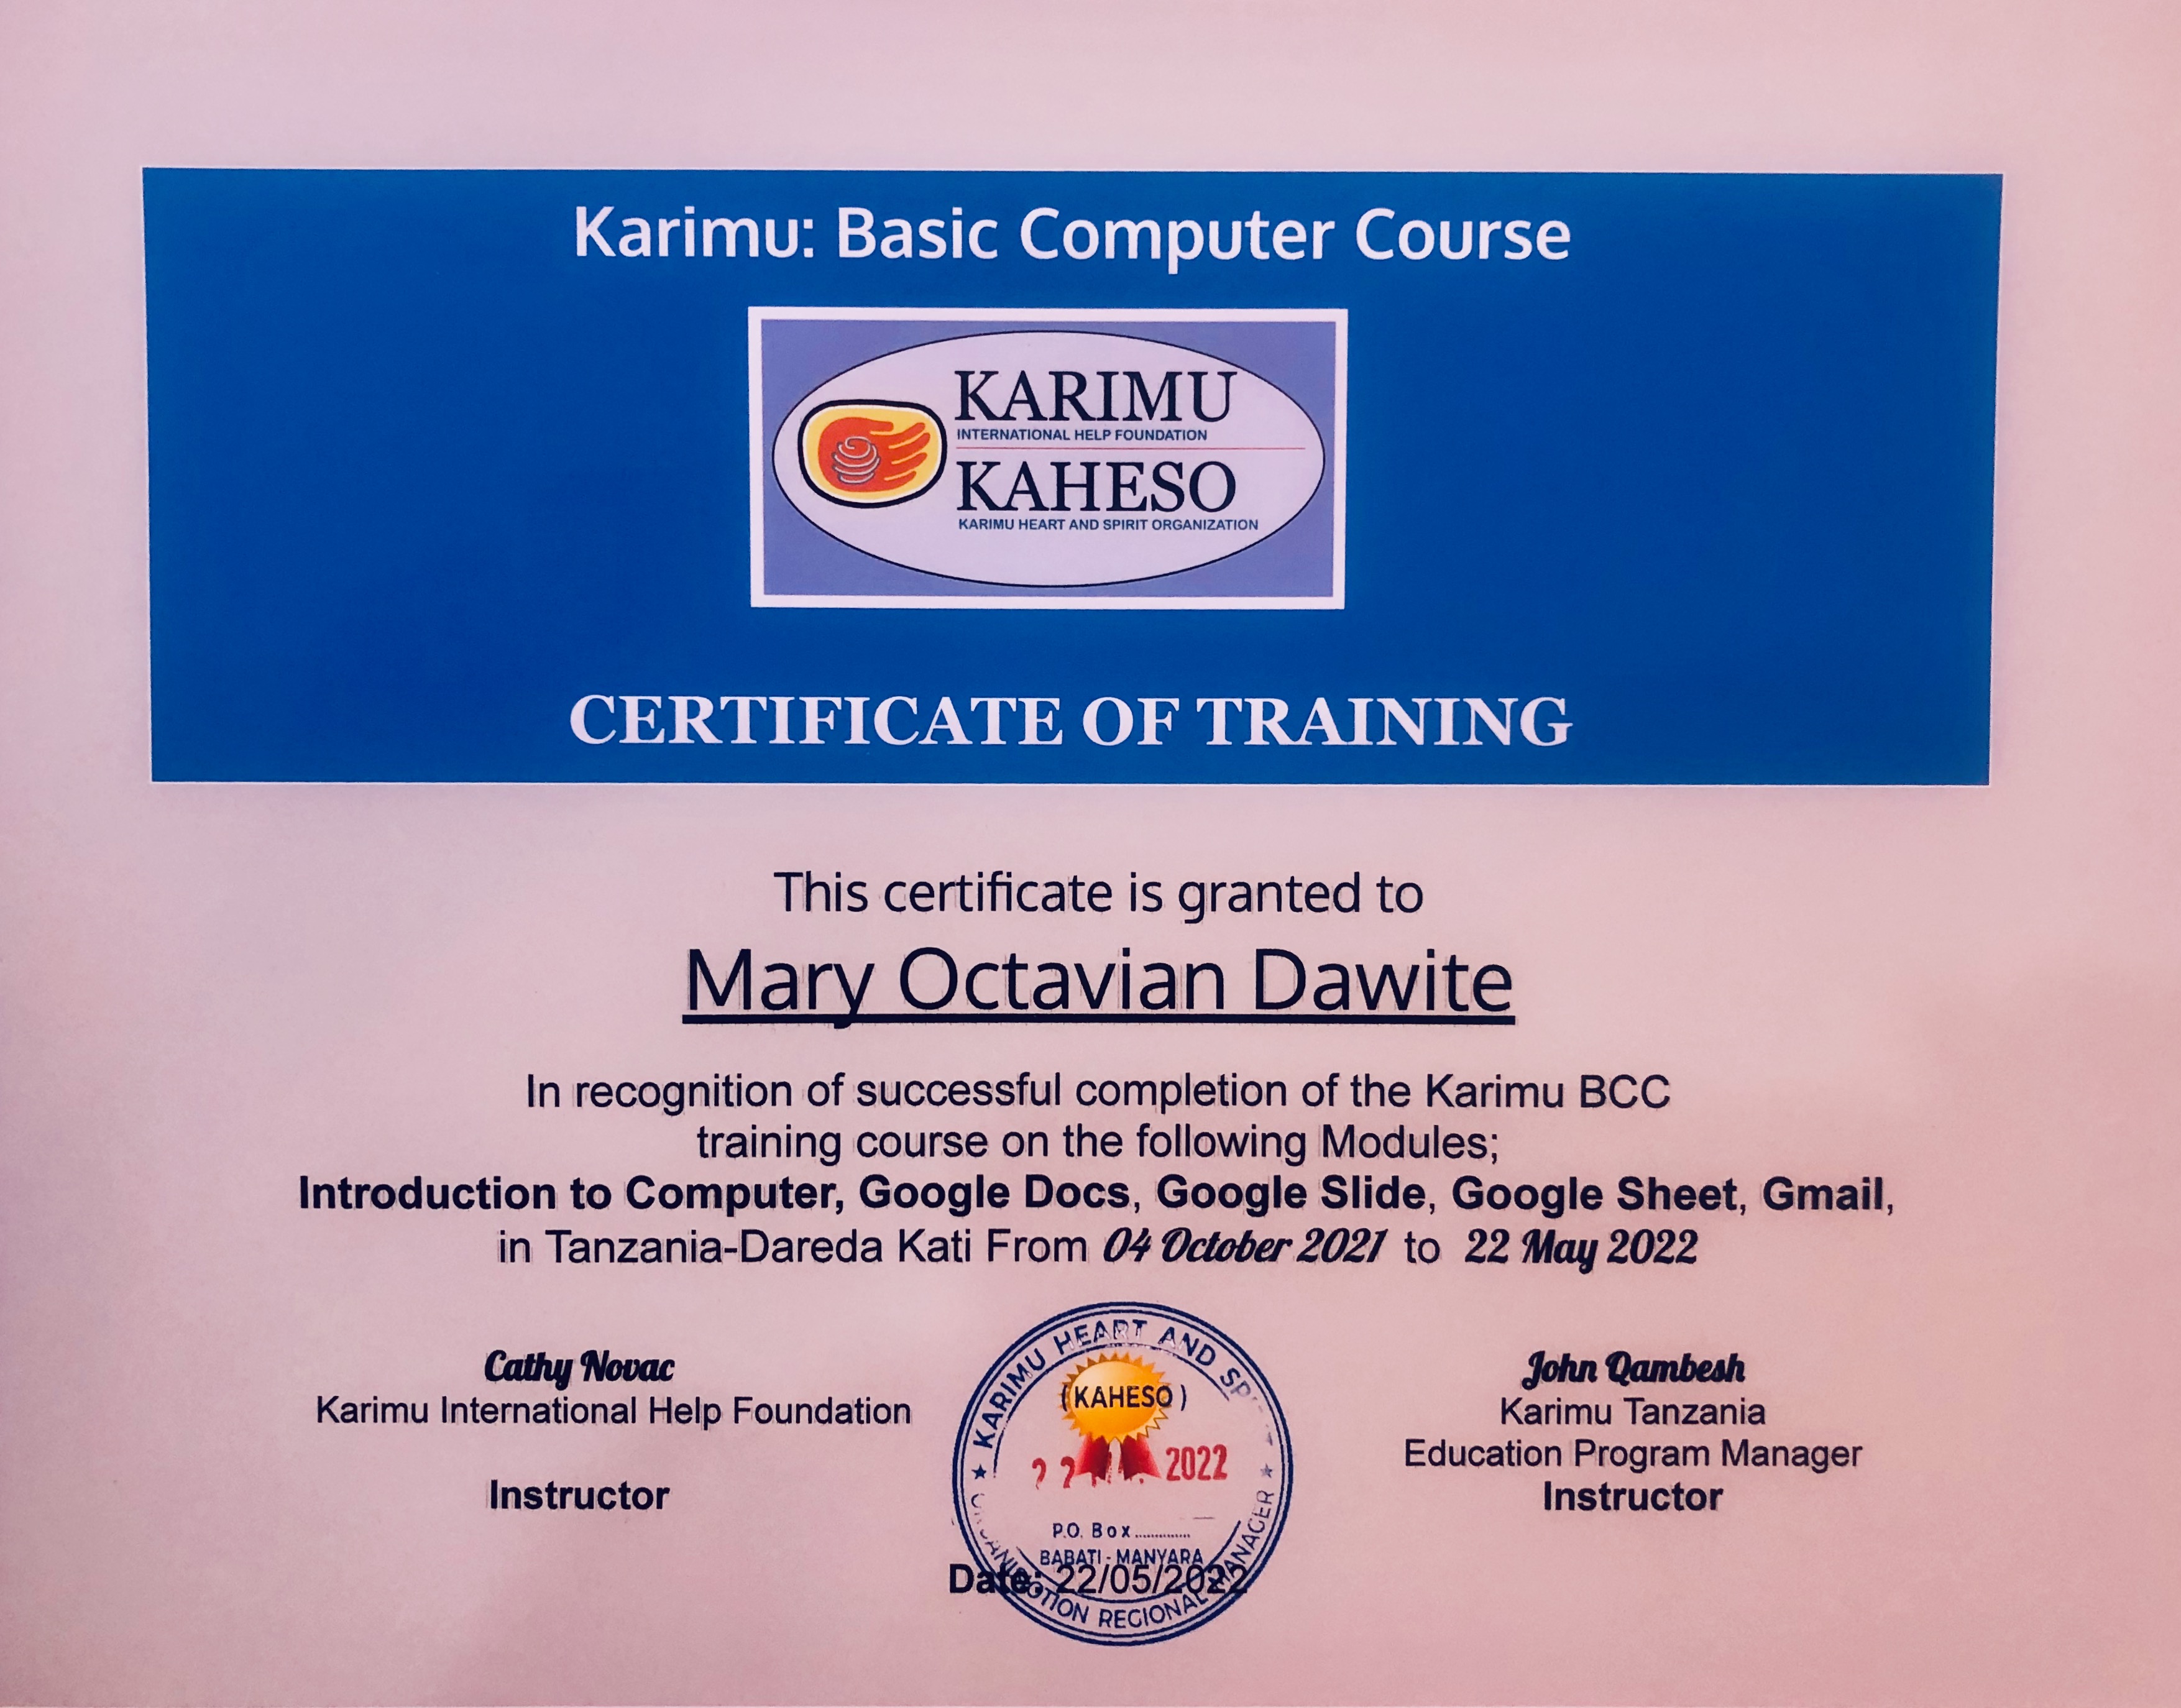 Karimu: Basic Computer Course
KARIMU
INTERNATIONAL HELP FOUNDATION
KAHESO
KARIMU HEART AND SPIRIT ORGANIZATION
CERTIFICATE OF TRAINING
This certificate is granted to
Mary Octavian Dawite
In recognition of successful completion of the Karimu BCC
training course on the following Modules;
Introduction to Computer, Google Docs, Google Slide, Google Sheet, Gmail,
in Tanzania-Dareda Kati From 04 October 2021 to 22 May 2022
Cathy Novac
Karimu International Help Foundation
Instructor
KARIMU HEART AND
(KAHESO)
2022
P.O. Box..............
BABATI - MANYARA
REGIONAL MANAGER
Date: 22/05/2022
John Qambesh
Karimu Tanzania
Education Program Manager
Instructor